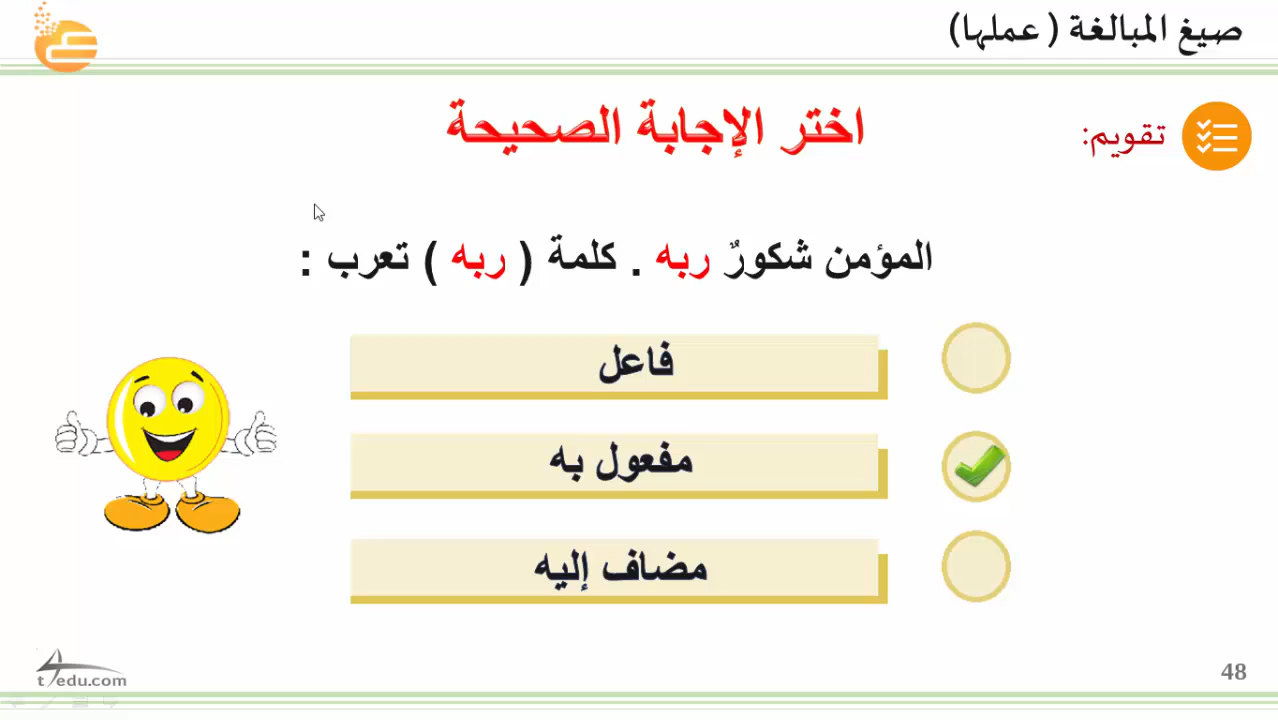 صيغ المبالغة ( عملها)
تقويم:
اختر الإجابة الصحيحة
المؤمن شكورٌ ربه . كلمة ( ربه ) تعرب :
فاعل
مفعول به
مضاف إليه
t4edu.com
48